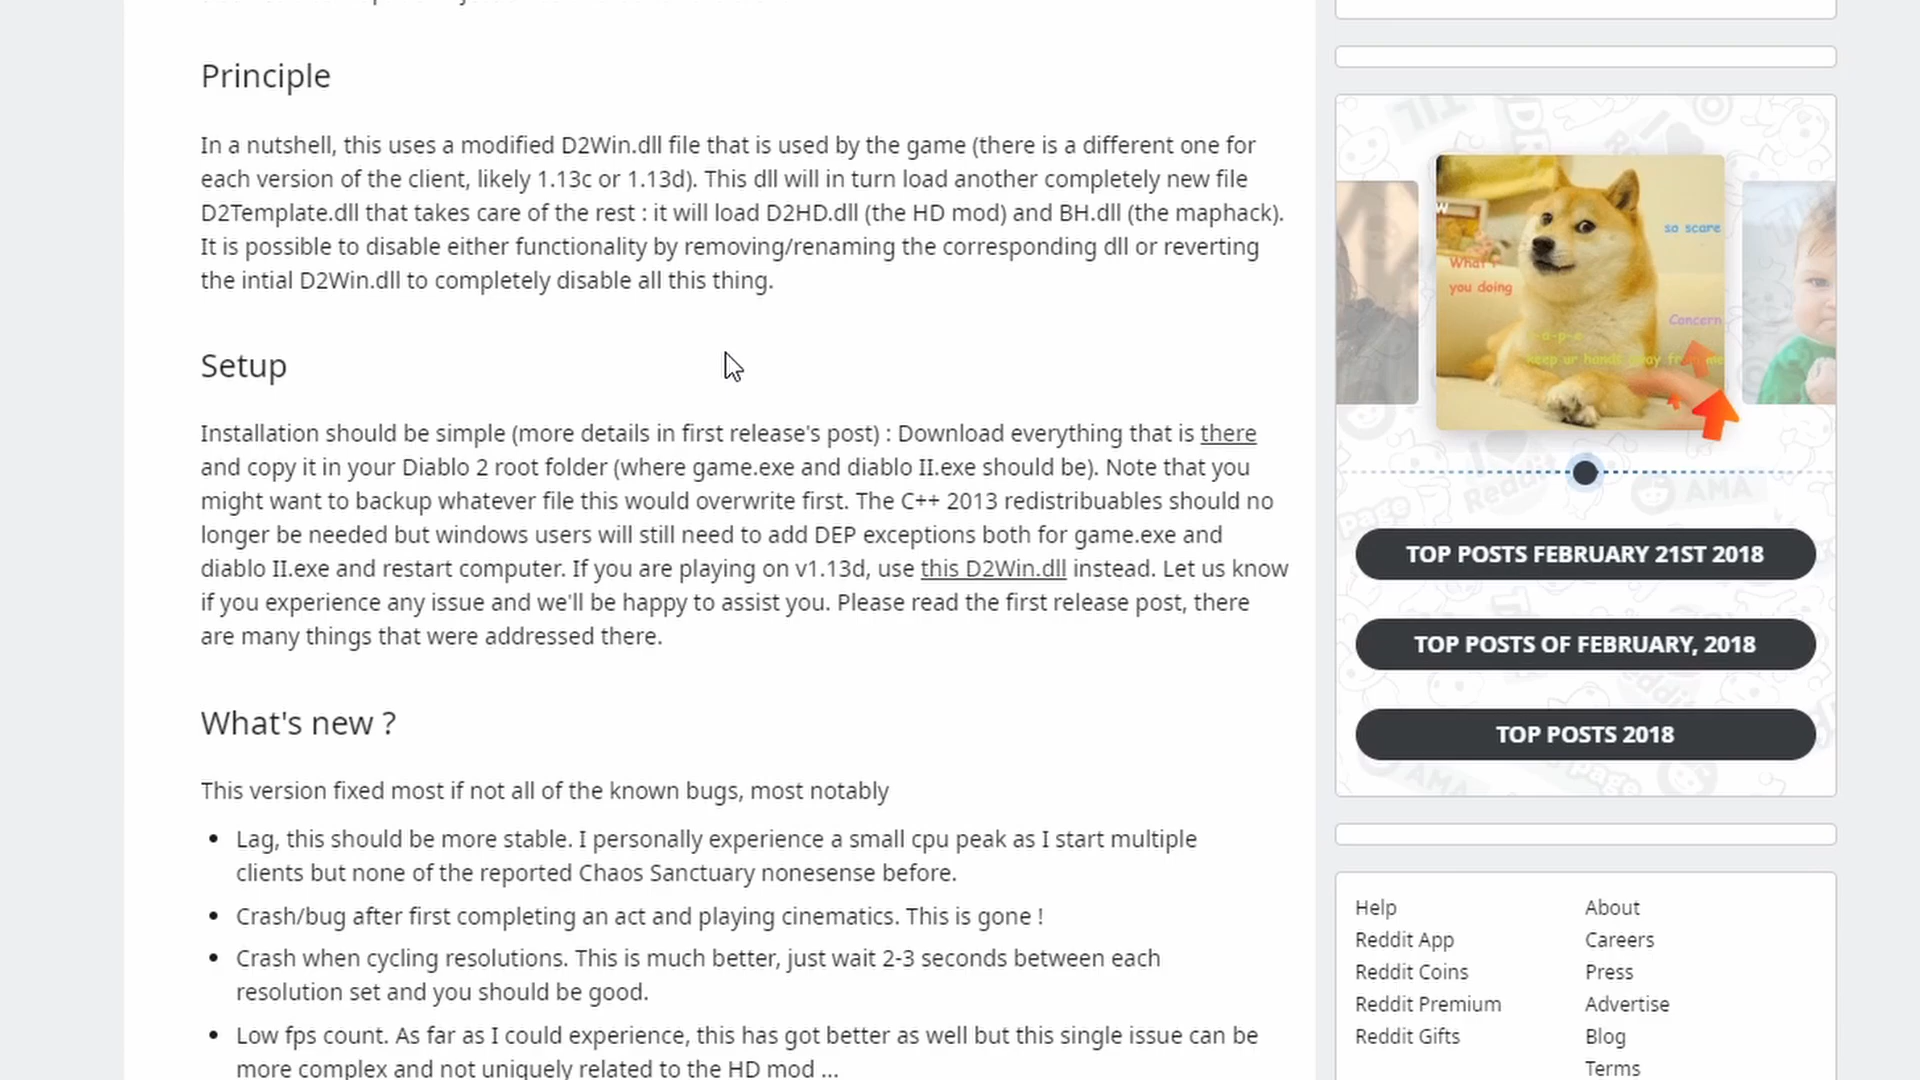 Principle
In a nutshell, this uses a modified D2Win.dll file that is used by the game (there is a different one for
each version of the client, likely 1.13c or 1.13d). This dll will in turn load another completely new file
D2Template.dll that takes care of the rest : it will load D2HD.dll (the HD mod) and BH.dll (the maphack).
It is possible to disable either functionality by removing/renaming the corresponding dll or reverting
the intial D2Win.dll to completely disable all this thing.
Setup
Installation should be simple (more details in first release's post) : Download everything that is there
and copy it in your Diablo 2 root folder (where game.exe and diablo II.exe should be). Note that you
might want to backup whatever file this would overwrite first. The C++ 2013 redistribuables should no
longer be needed but windows users will still need to add DEP exceptions both for game.exe and
diablo II.exe and restart computer. If you are playing on v1.13d, use this D2Win.dll instead. Let us know
if you experience any issue and we'll be happy to assist you. Please read the first release post, there
are many things that were addressed there.
What's new ?
This version fixed most if not all of the known bugs, most notably
• Lag, this should be more stable. I personally experience a small cpu peak as I start multiple
clients but none of the reported Chaos Sanctuary nonesense before.
• Crash/bug after first completing an act and playing cinematics. This is gone !
• Crash when cycling resolutions. This is much better, just wait 2-3 seconds between each
resolution set and you should be good.
• Low fps count. As far as I could experience, this has got better as well but this single issue can be
more complex and not uniquely related to the HD mod ...
TIL
so scare
What r
you doing
Concern
keep ur hands away from me
Reddit
AMA
Page
TOP POSTS FEBRUARY 21ST 2018
TOP POSTS OF FEBRUARY, 2018
TOP POSTS 2018
Help
Reddit App
Reddit Coins
Reddit Premium
Reddit Gifts
About
Careers
Press
Advertise
Blog
Terms